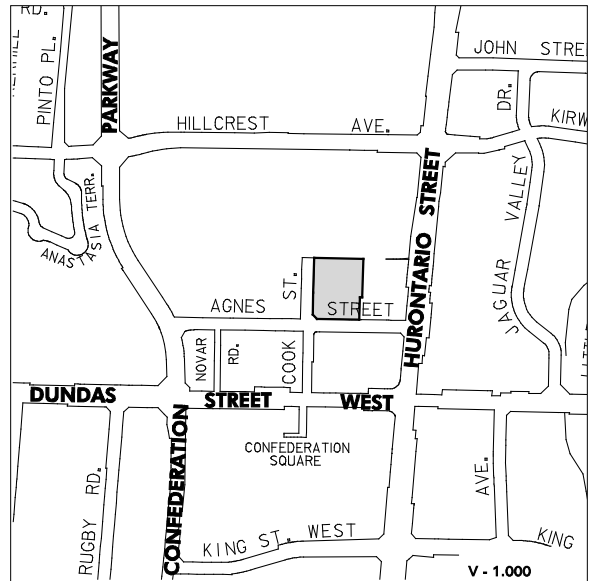 RD.
PINTO PL.
PARKWAY
JOHN STREE
HILLCREST AVE.
DR.
KIRW
ANASTASIA TERR.
HURONTARIO STREET
JAGUAR VALLEY
AGNES STREET
COOK ST.
NOVAR RD.
DUNDAS STREET WEST
CONFEDERATION
CONFEDERATION
SQUARE
RUGBY RD.
KING ST. WEST
AVE.
KING
V - 1.000